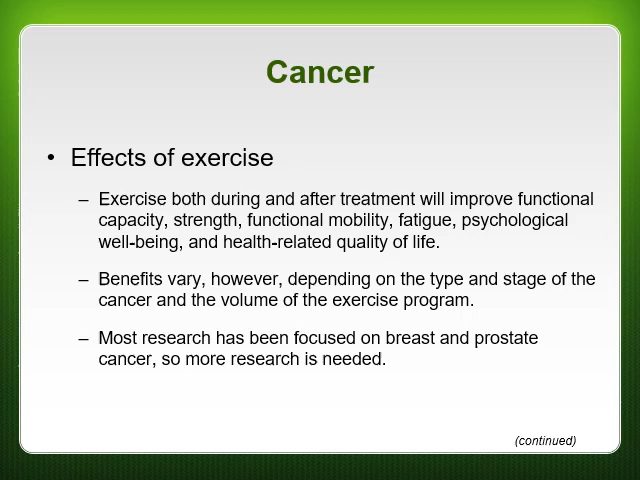 Cancer
• Effects of exercise
– Exercise both during and after treatment will improve functional
capacity, strength, functional mobility, fatigue, psychological
well-being, and health-related quality of life.
– Benefits vary, however, depending on the type and stage of the
cancer and the volume of the exercise program.
– Most research has been focused on breast and prostate
cancer, so more research is needed.
(continued)